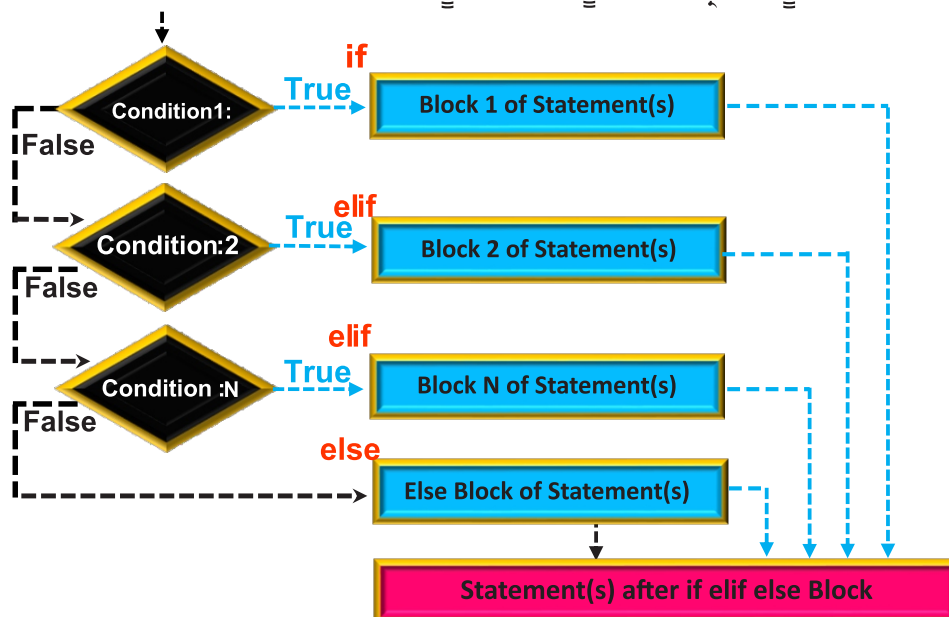 if
True
Condition1:
Block 1 of Statement(s)
False
elif
True
Condition:2
Block 2 of Statement(s)
False
elif
True
Condition :N
Block N of Statement(s)
False
else
Else Block of Statement(s)
Statement(s) after if elif else Block